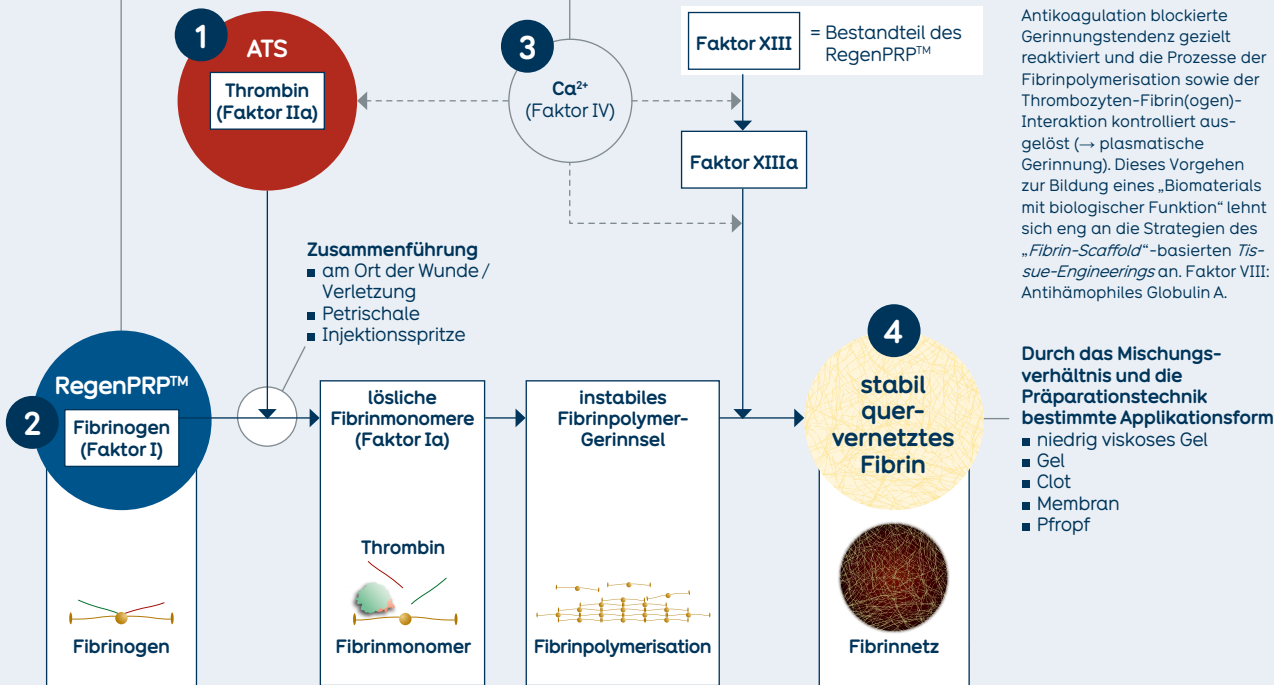 1
ATS
Thrombin
(Faktor IIa)
3
Ca²⁺
(Faktor IV)
Faktor XIII
= Bestandteil des
RegenPRP™
Faktor XIIIa
Zusammenführung
■ am Ort der Wunde /
Verletzung
■ Petrischale
■ Injektionsspritze
2
RegenPRP™
Fibrinogen
(Faktor I)
lösliche
Fibrinmonomere
(Faktor Ia)
instabiles
Fibrinpolymer-
Gerinnsel
4
stabil
quer-
vernetztes
Fibrin
Thrombin
Fibrinogen
Fibrinmonomer
Fibrinpolymerisation
Fibrinnetz
Antikoagulation blockierte
Gerinnungstendenz gezielt
reaktiviert und die Prozesse der
Fibrinpolymerisation sowie der
Thrombozyten-Fibrin(ogen)-
Interaktion kontrolliert aus-
gelöst (→ plasmatische
Gerinnung). Dieses Vorgehen
zur Bildung eines „Biomaterials
mit biologischer Funktion“ lehnt
sich eng an die Strategien des
„Fibrin-Scaffold“-basierten Tis-
sue-Engineerings an. Faktor VIII:
Antihämophiles Globulin A.
Durch das Mischungs-
verhältnis und die
Präparationstechnik
bestimmte Applikationsform
■ niedrig viskoses Gel
■ Gel
■ Clot
■ Membran
■ Pfropf